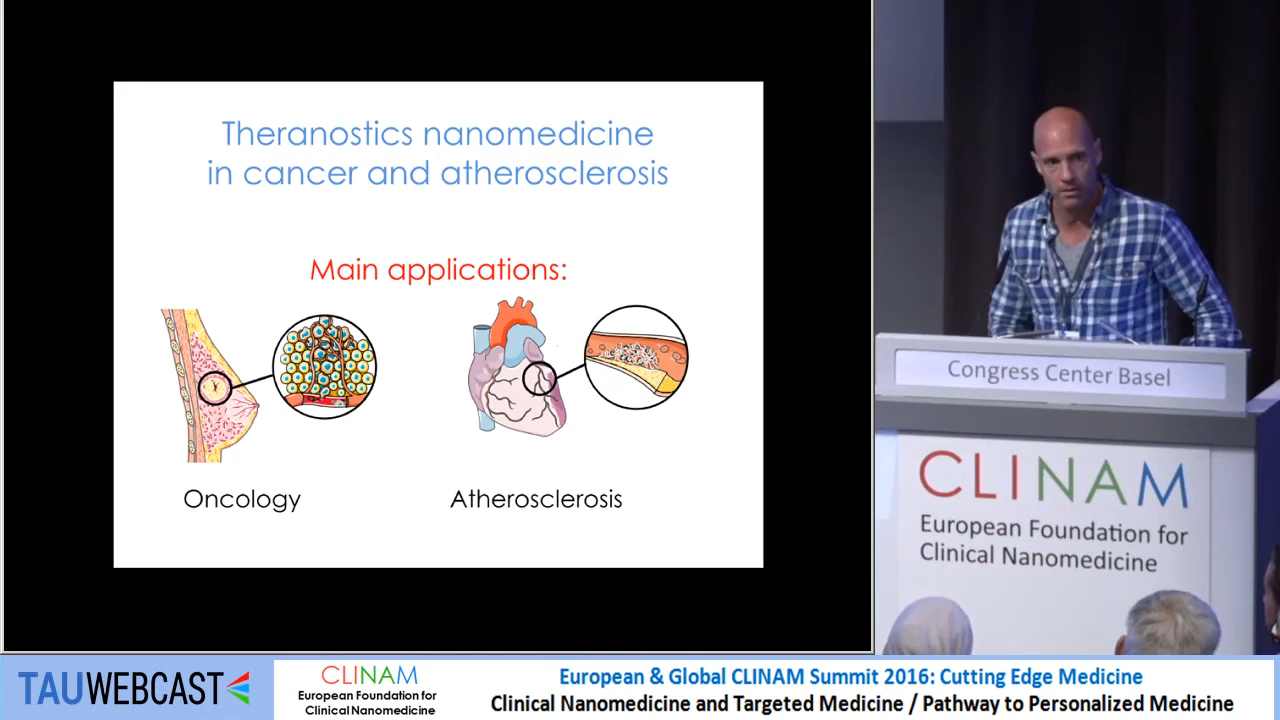 Theranostics nanomedicine
in cancer and atherosclerosis
Main applications:
Oncology
Atherosclerosis
Congress Center Basel
CLINAM
European Foundation for
Clinical Nanomedicine
TAUWEBCAST
CLINAM
European Foundation for
Clinical Nanomedicine
European & Global CLINAM Summit 2016: Cutting Edge Medicine
Clinical Nanomedicine and Targeted Medicine / Pathway to Personalized Medicine